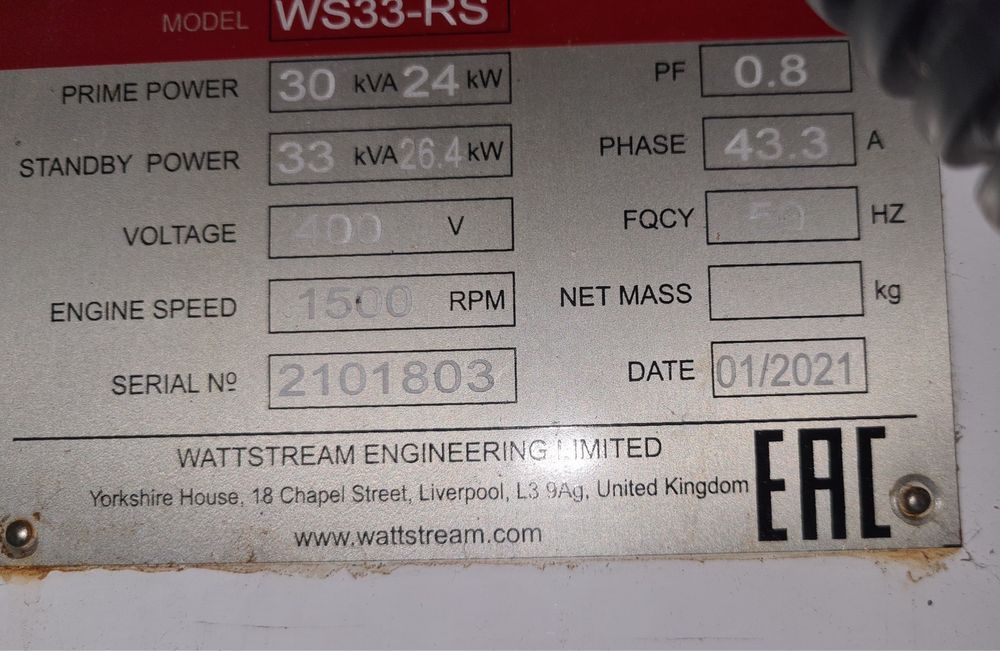 MODEL WS33-RS
PRIME POWER 30 kVA 24 kW PF 0.8
STANDBY POWER 33 kVA 26.4 kW PHASE 43.3 A
VOLTAGE 400 V FQCY 50 HZ
ENGINE SPEED 1500 RPM NET MASS kg
SERIAL Nº 2101803 DATE 01/2021
WATTSTREAM ENGINEERING LIMITED
Yorkshire House, 18 Chapel Street, Liverpool, L3 9Ag, United Kingdom
www.wattstream.com
EAC